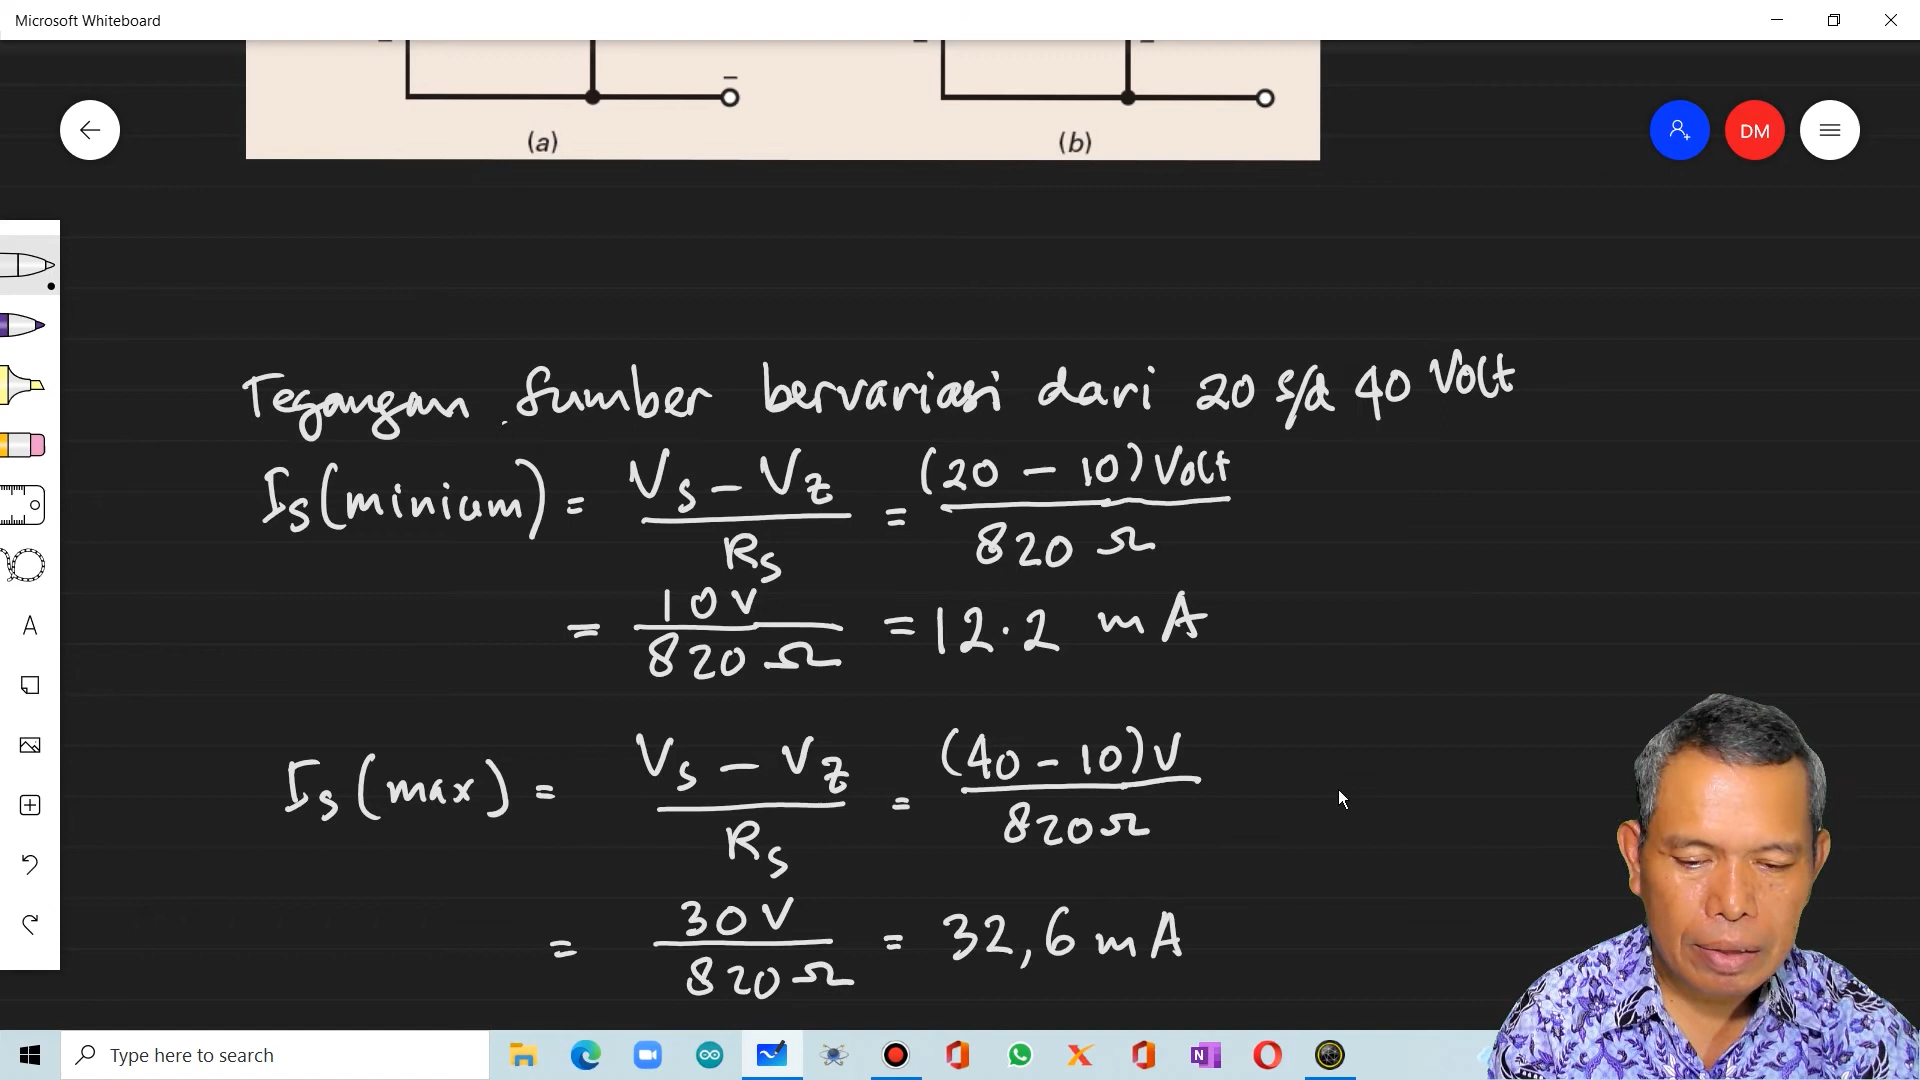 Microsoft Whiteboard
(a) (b)
DM
Tegangan Sumber bervariasi dari 20 s/d 40 Volt
Is (minium) = Vs – Vz / Rs = (20 – 10) Volt / 820 Ω
= 10 V / 820 Ω = 12.2 mA
Is (max) = Vs – Vz / Rs = (40 – 10) V / 820 Ω
= 30 V / 820 Ω = 32,6 mA
Type here to search